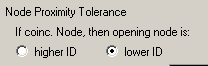 Node Proximity Tolerance
If coinc. Node, then opening node is:
higher ID lower ID